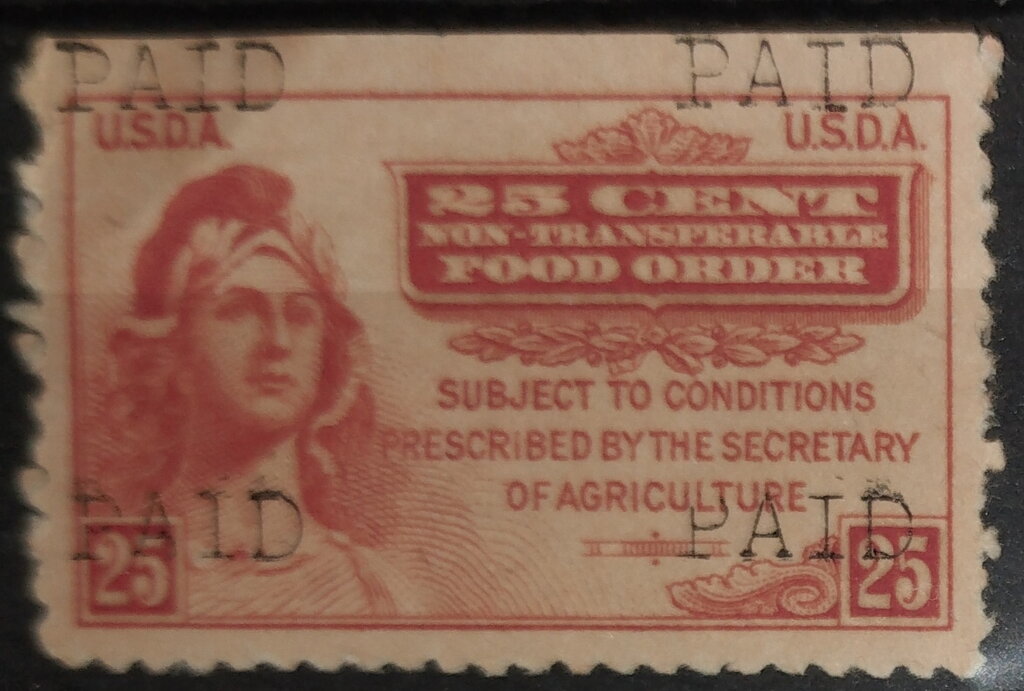 PAID PAID
U.S.D.A. U.S.D.A.
25 CENT
NON-TRANSFERABLE
FOOD ORDER
SUBJECT TO CONDITIONS
PRESCRIBED BY THE SECRETARY
OF AGRICULTURE
PAID PAID
25 25